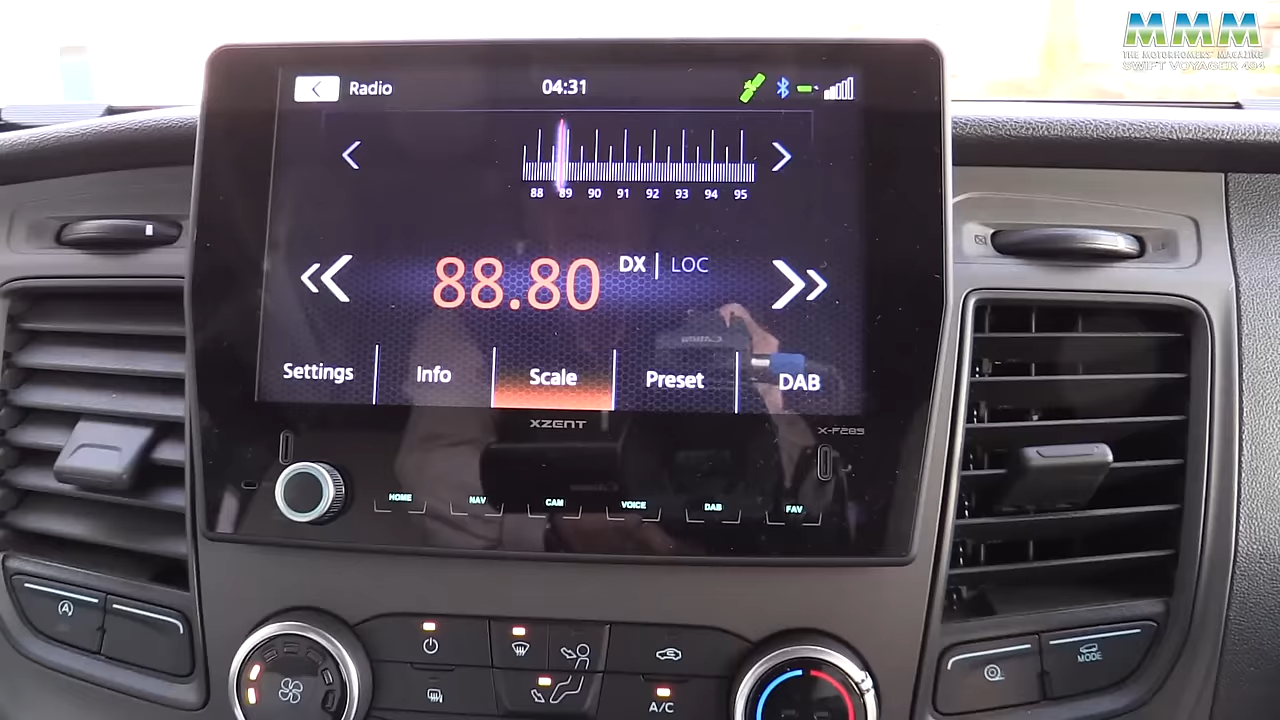 MMM
THE MOTORHOMERS' MAGAZINE
SWIFT VOYAGER 484
Radio
04:31
88 89 90 91 92 93 94 95
88.80
DX | LOC
Settings
Info
Scale
Preset
DAB
XZENT
X-F285
HOME
NAV
CAM
VOICE
DAB
FAV
A
MODE
A/C